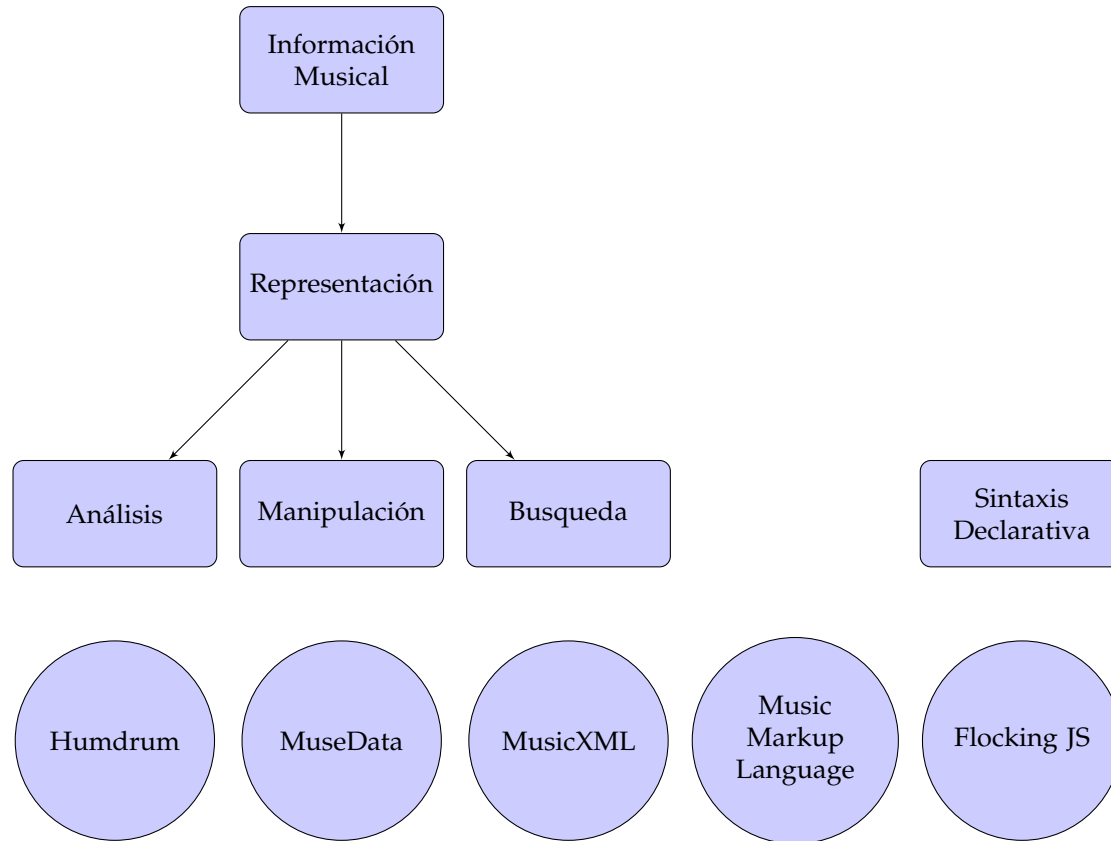 Información
Musical
Representación
Análisis
Manipulación
Busqueda
Sintaxis
Declarativa
Humdrum
MuseData
MusicXML
Music
Markup
Language
Flocking JS